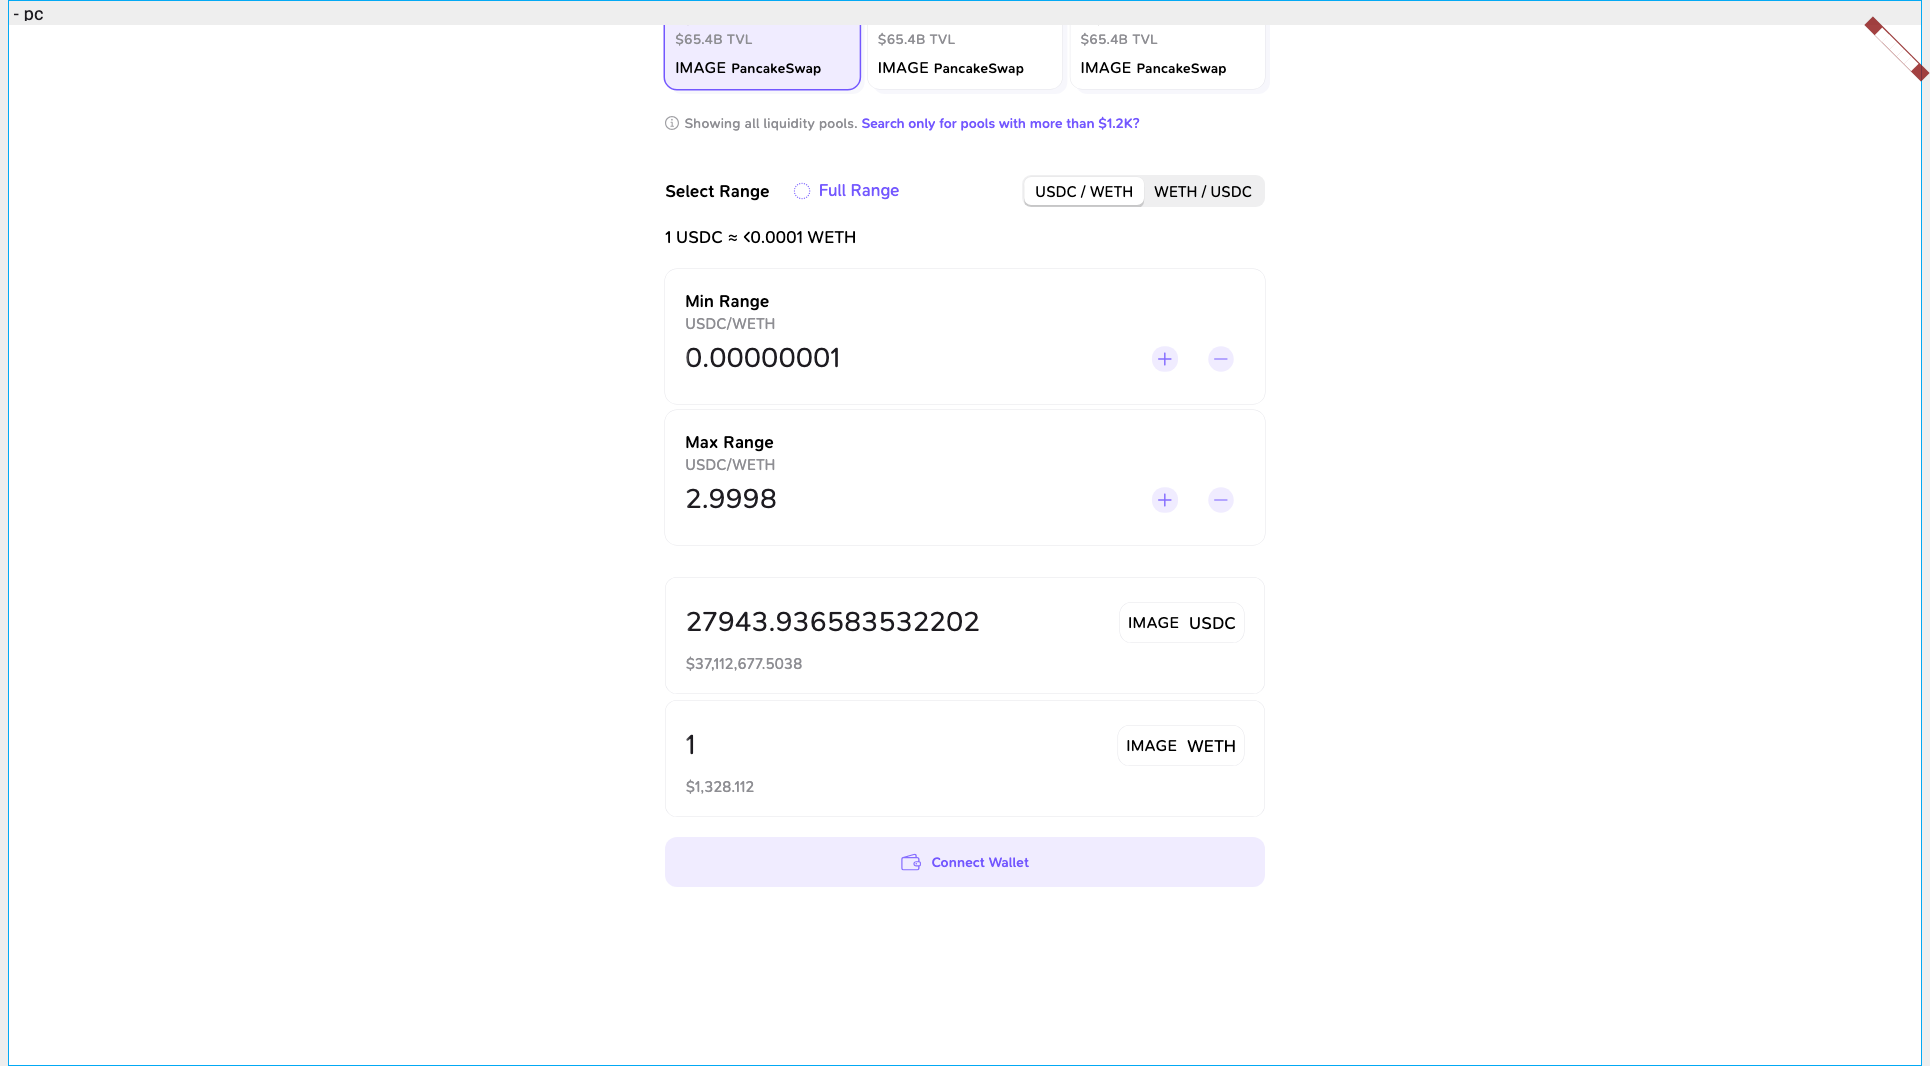 - pc
$65.4B TVL $65.4B TVL $65.4B TVL
IMAGE PancakeSwap IMAGE PancakeSwap IMAGE PancakeSwap
Showing all liquidity pools. Search only for pools with more than $1.2K?
Select Range Full Range USDC / WETH WETH / USDC
1 USDC ≈ <0.0001 WETH
Min Range
USDC/WETH
0.00000001
Max Range
USDC/WETH
2.9998
27943.936583532202 IMAGE USDC
$37,112,677.5038
1 IMAGE WETH
$1,328.112
Connect Wallet